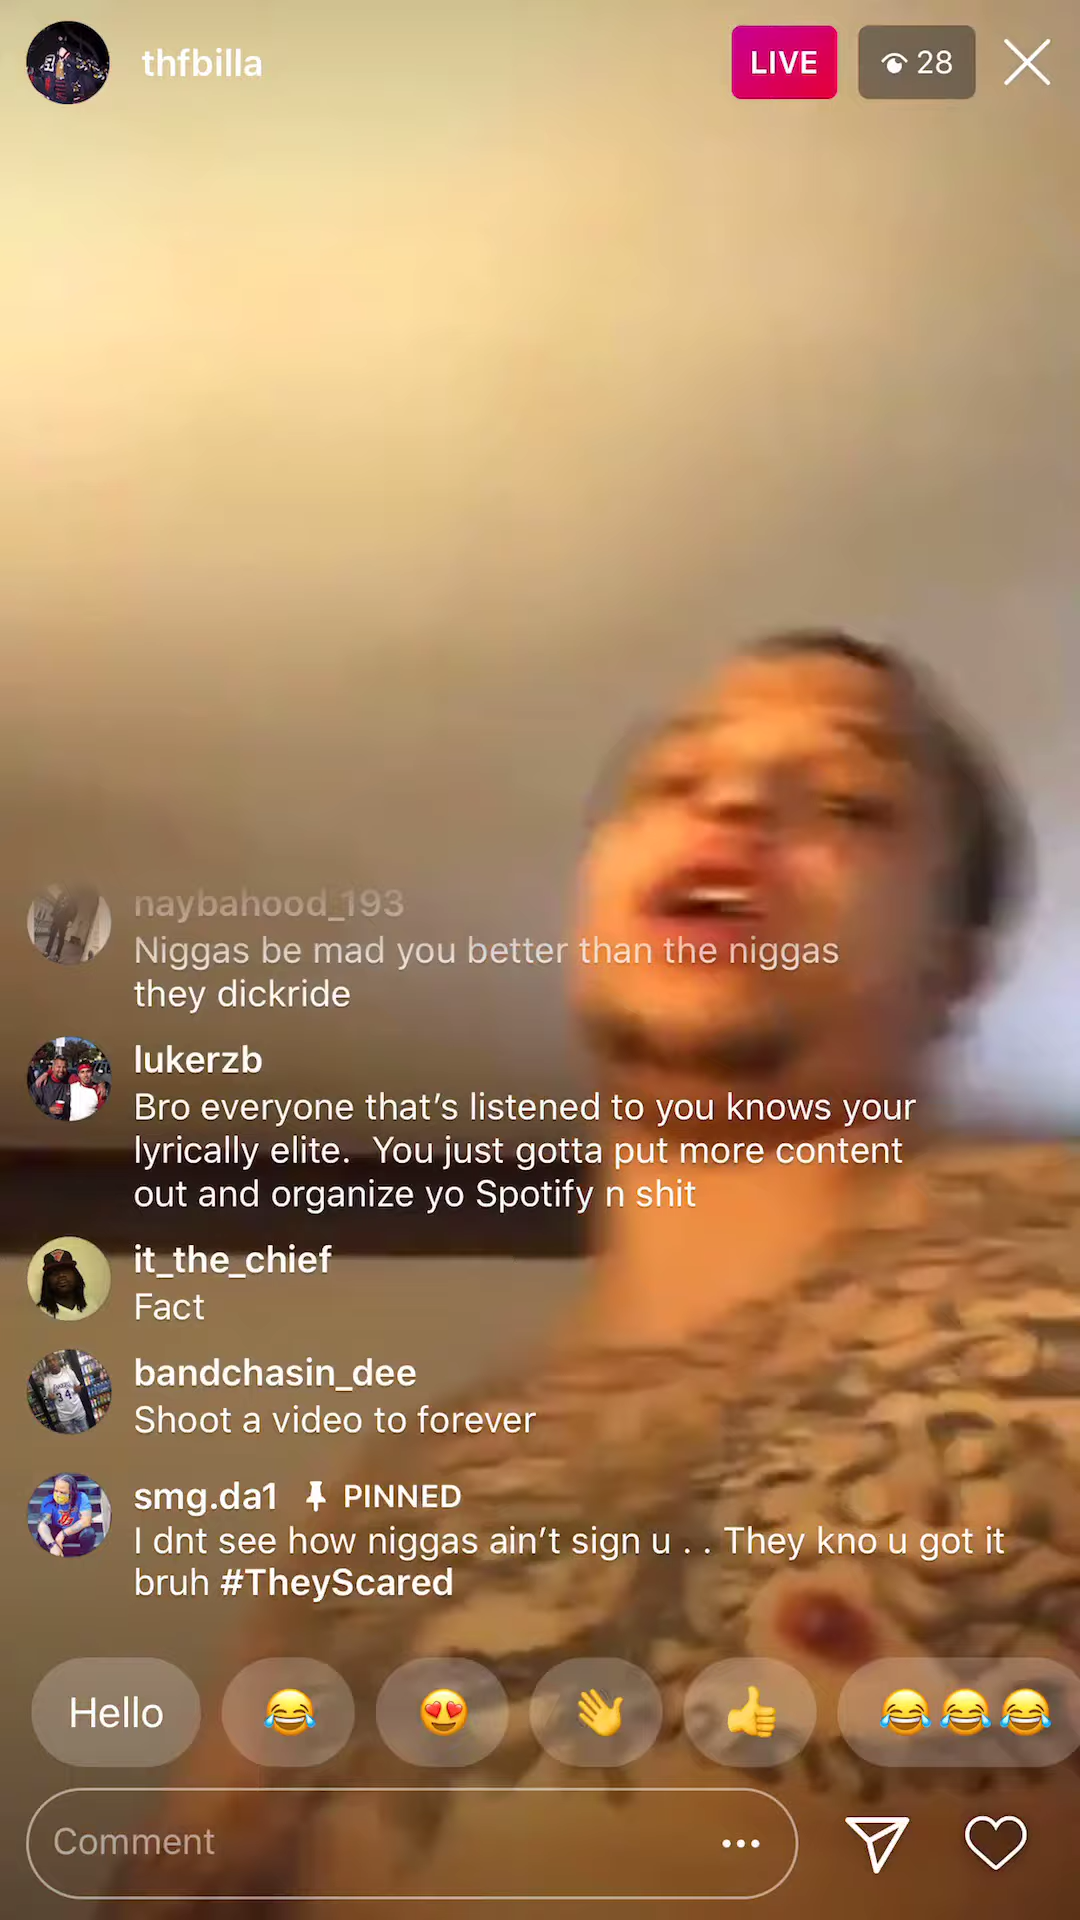 thfbilla
LIVE
28
naybahood_193
Niggas be mad you better than the niggas
they dickride
lukerzb
Bro everyone that’s listened to you knows your
lyrically elite.  You just gotta put more content
out and organize yo Spotify n shit
it_the_chief
Fact
bandchasin_dee
Shoot a video to forever
smg.da1 PINNED
I dnt see how niggas ain’t sign u . . They kno u got it
bruh #TheyScared
Hello
Comment